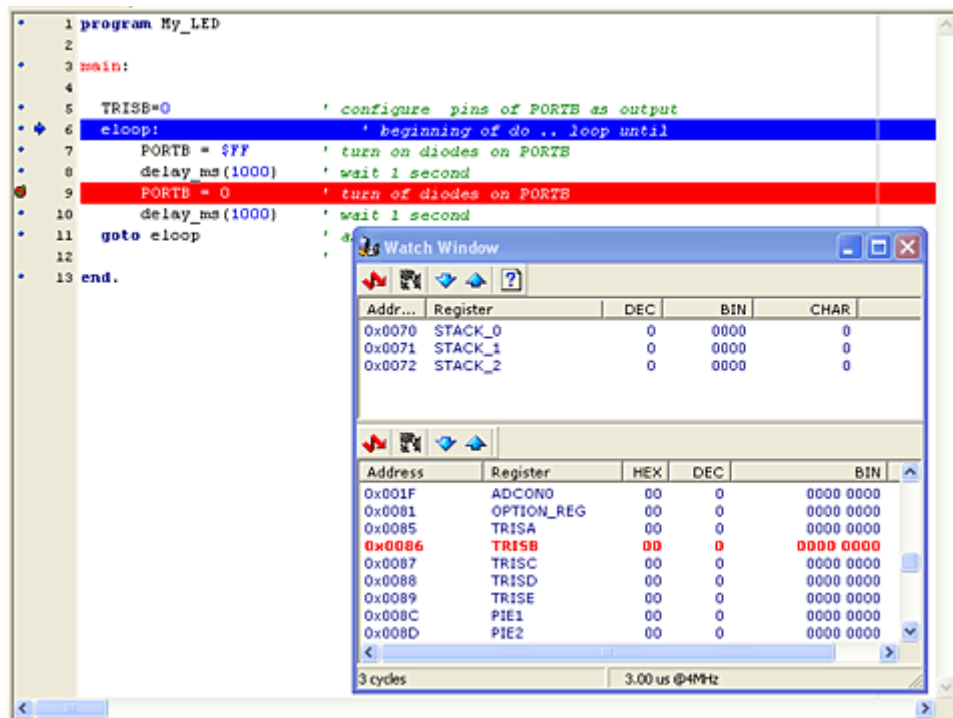 1 program My_LED
2
3 main:
4
5 TRISB=0 ' configure pins of PORTB as output
6 eloop: ' beginning of do .. loop until
7 PORTB = $FF ' turn on diodes on PORTB
8 delay_ms(1000) ' wait 1 second
9 PORTB = 0 ' turn of diodes on PORTB
10 delay_ms(1000) ' wait 1 second
11 goto eloop '
12 '
13 end.
Watch Window
Addr... Register DEC BIN CHAR
0x0070 STACK_0 0 0000 0
0x0071 STACK_1 0 0000 0
0x0072 STACK_2 0 0000 0
Address Register HEX DEC BIN
0x001F ADCON0 00 0 0000 0000
0x0081 OPTION_REG 00 0 0000 0000
0x0085 TRISA 00 0 0000 0000
0x0086 TRISB 00 0 0000 0000
0x0087 TRISC 00 0 0000 0000
0x0088 TRISD 00 0 0000 0000
0x0089 TRISE 00 0 0000 0000
0x008C PIE1 00 0 0000 0000
0x008D PIE2 00 0 0000 0000
3 cycles 3.00 us @4MHz